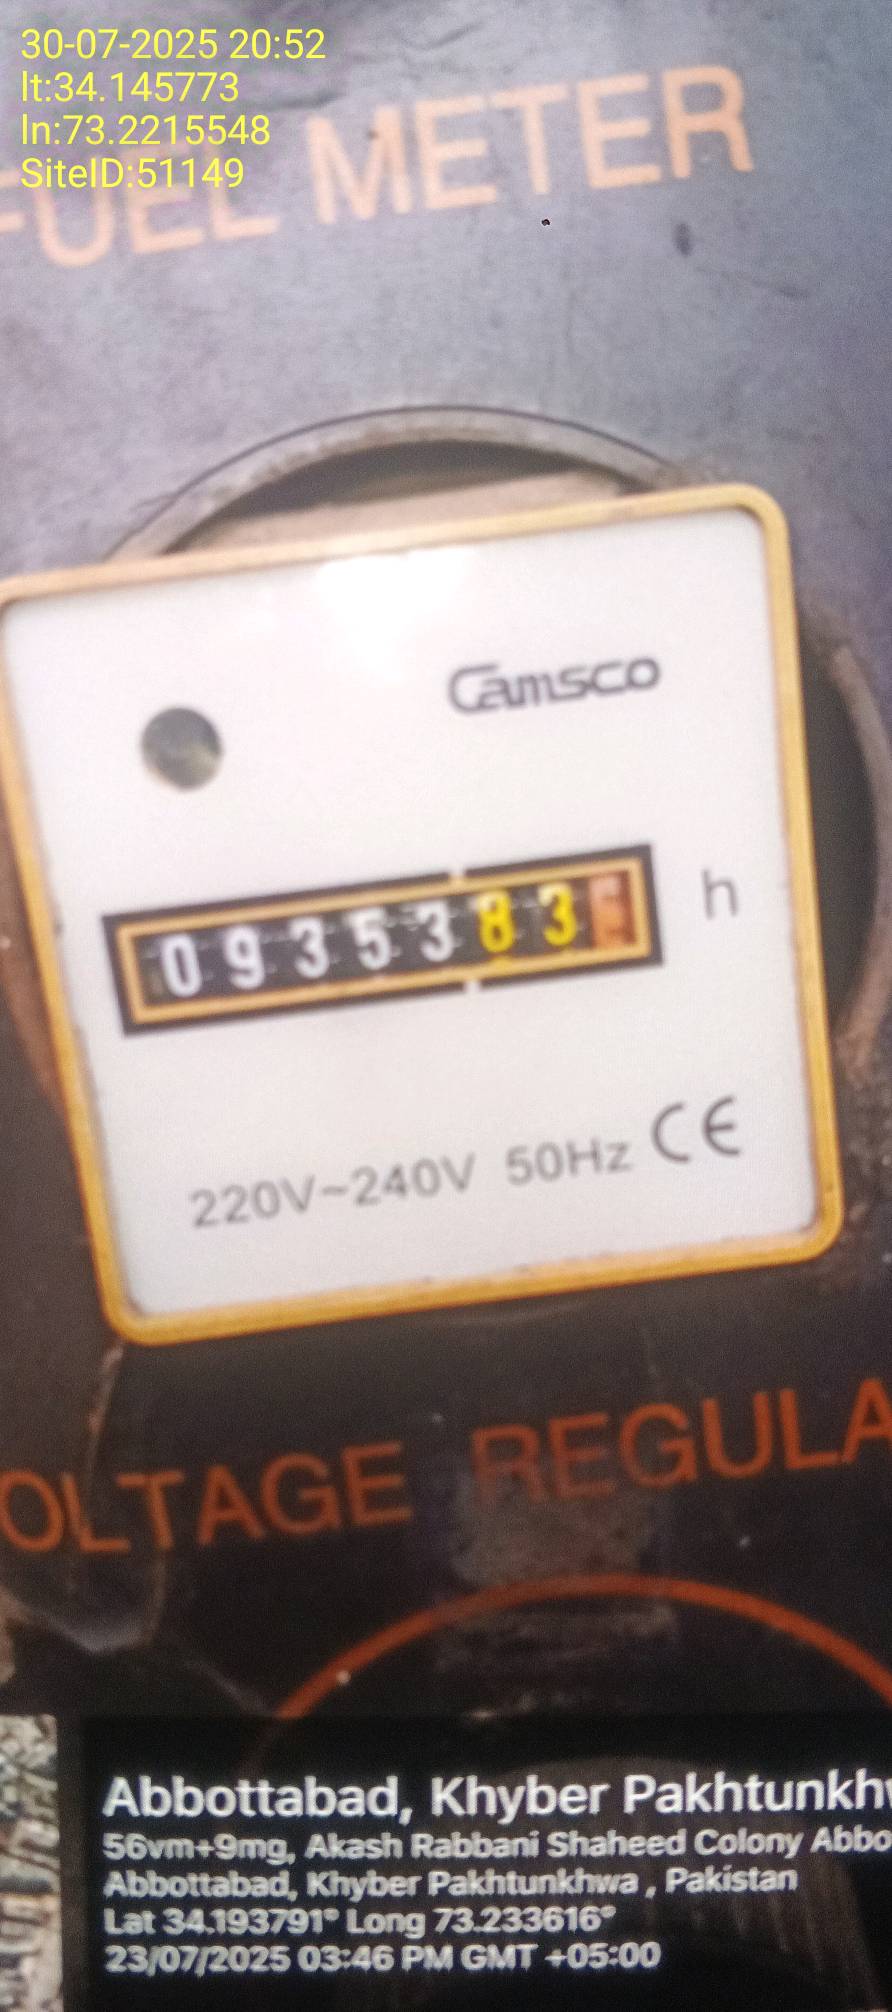 30-07-2025 20:52
lt:34.145773
ln:73.2215548
SiteID:51149
FUEL METER
Camsco
0935383
h
220V~240V 50Hz CE
OLTAGE REGULA
Abbottabad, Khyber Pakhtunkhw
56vm+9mg, Akash Rabbani Shaheed Colony Abbo
Abbottabad, Khyber Pakhtunkhwa , Pakistan
Lat 34.193791° Long 73.233616°
23/07/2025 03:46 PM GMT +05:00